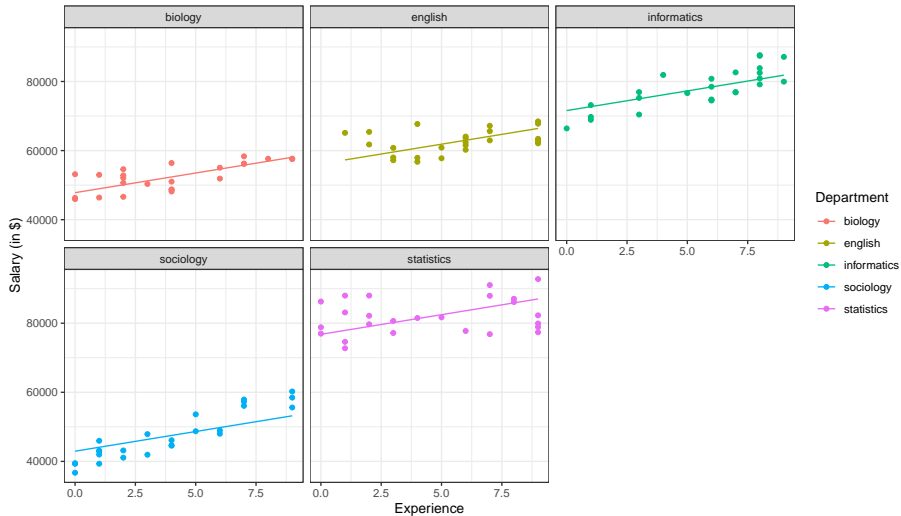 biology
english
informatics
80000
60000
40000
0.0
2.5
5.0
7.5
sociology
statistics
80000
60000
40000
0.0
2.5
5.0
7.5
0.0
2.5
5.0
7.5
Experience
Salary (in $)
Department
biology
english
informatics
sociology
statistics